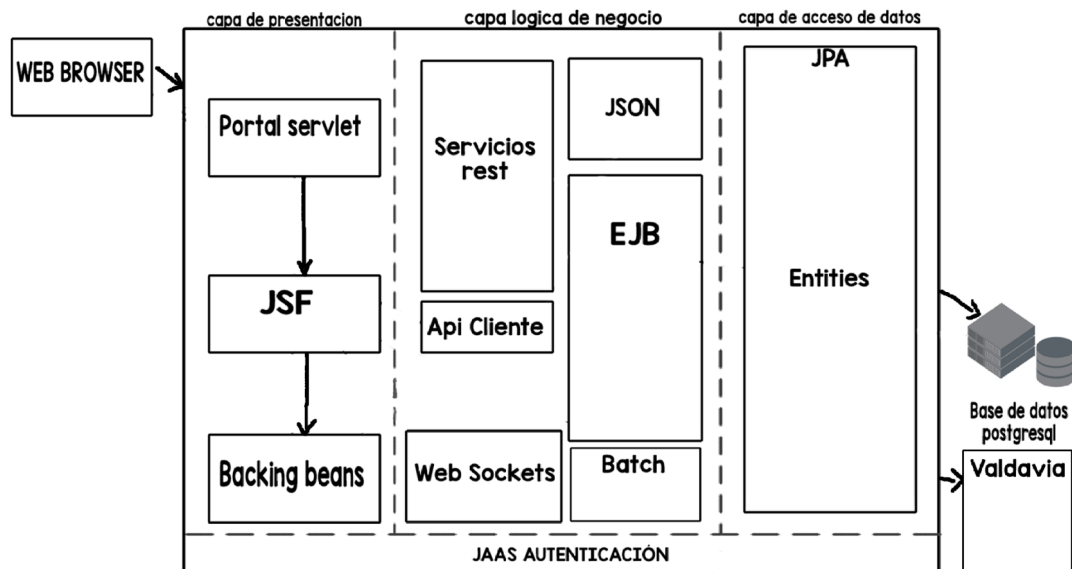 capa de presentacion
capa logica de negocio
capa de acceso de datos
WEB BROWSER
Portal servlet
JSF
Backing beans
Servicios
rest
Api Cliente
Web Sockets
JSON
EJB
Batch
JPA
Entities
Base de datos
postgresql
Valdavia
JAAS AUTENTICACIÓN